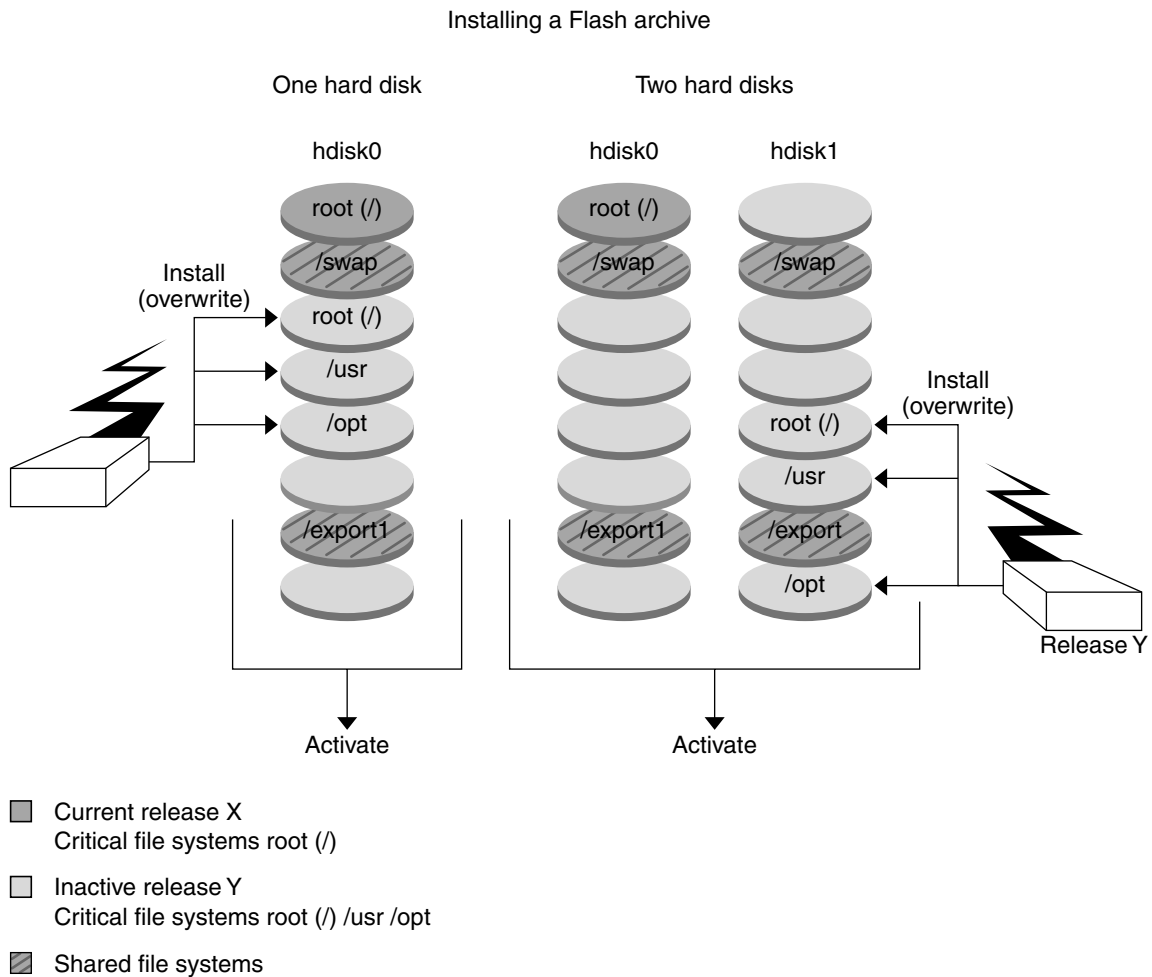 Installing a Flash archive
One hard disk
Two hard disks
hdisk0
hdisk0
hdisk1
root (/)
root (/)
/swap
/swap
/swap
Install
(overwrite)
root (/)
/usr
/opt
Install
(overwrite)
root (/)
/usr
/export1
/export1
/export
/opt
Release Y
Activate
Activate
Current release X
Critical file systems root (/)
Inactive release Y
Critical file systems root (/) /usr /opt
Shared file systems